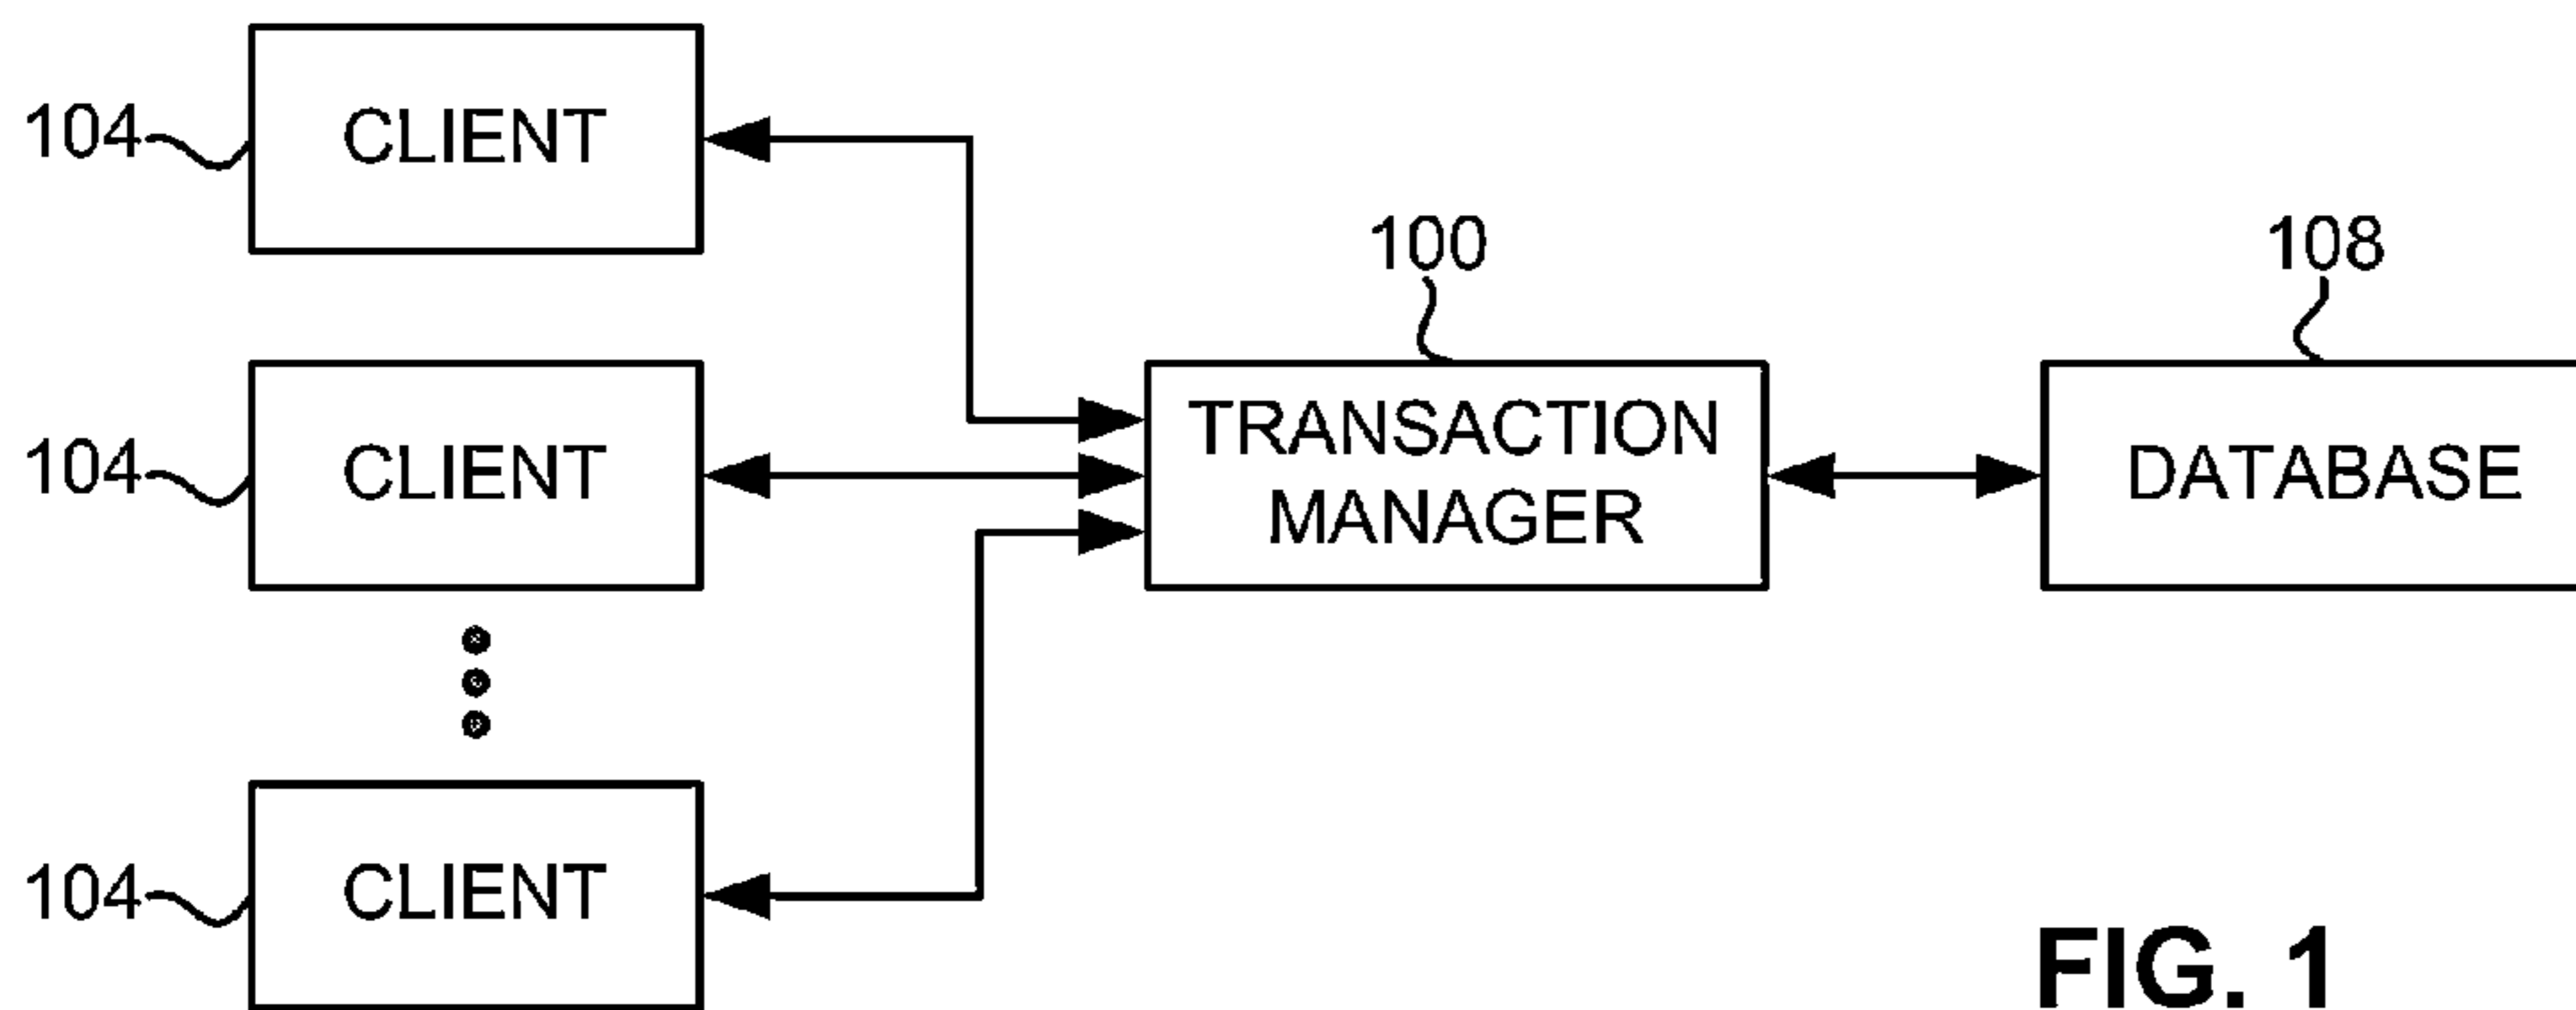 104
CLIENT
100
108
104
CLIENT
TRANSACTION
MANAGER
DATABASE
104
CLIENT
FIG. 1